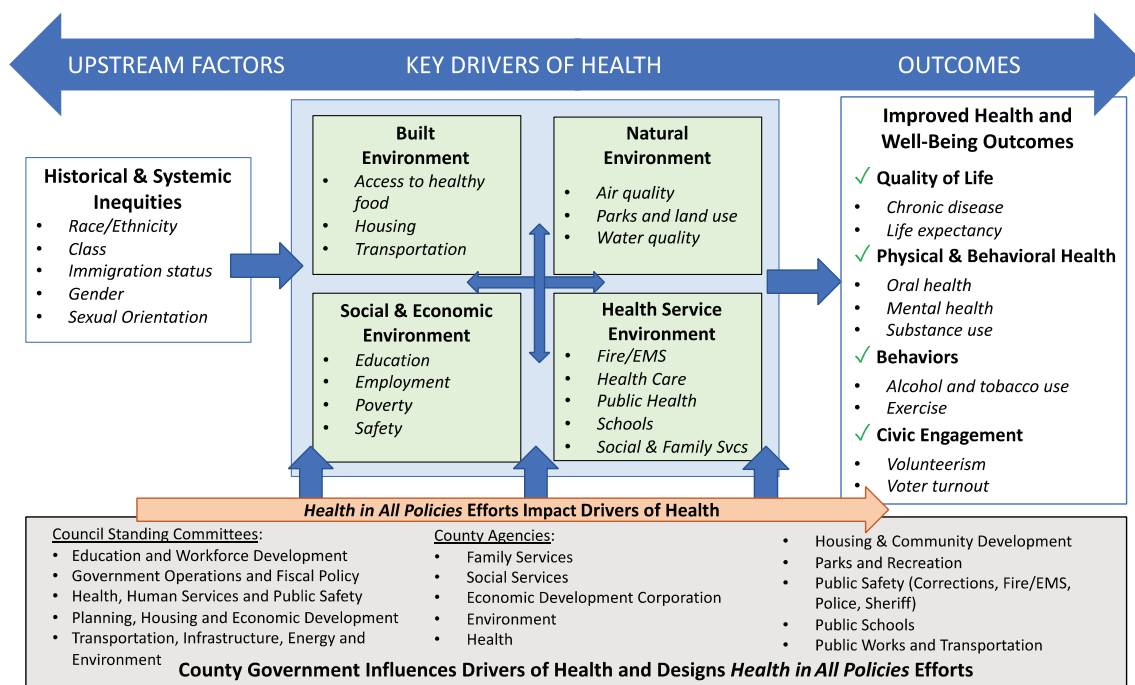 UPSTREAM FACTORS
KEY DRIVERS OF HEALTH
OUTCOMES
Historical & Systemic
Inequities
• Race/Ethnicity
• Class
• Immigration status
• Gender
• Sexual Orientation
Built
Environment
• Access to healthy
food
• Housing
• Transportation
Natural
Environment
• Air quality
• Parks and land use
• Water quality
Social & Economic
Environment
• Education
• Employment
• Poverty
• Safety
Health Service
Environment
• Fire/EMS
• Health Care
• Public Health
• Schools
• Social & Family Svcs
Improved Health and
Well-Being Outcomes
✓ Quality of Life
• Chronic disease
• Life expectancy
✓ Physical & Behavioral Health
• Oral health
• Mental health
• Substance use
✓ Behaviors
• Alcohol and tobacco use
• Exercise
✓ Civic Engagement
• Volunteerism
• Voter turnout
Health in All Policies Efforts Impact Drivers of Health
Council Standing Committees:
• Education and Workforce Development
• Government Operations and Fiscal Policy
• Health, Human Services and Public Safety
• Planning, Housing and Economic Development
• Transportation, Infrastructure, Energy and
Environment
County Agencies:
• Family Services
• Social Services
• Economic Development Corporation
• Environment
• Health
• Housing & Community Development
• Parks and Recreation
• Public Safety (Corrections, Fire/EMS,
Police, Sheriff)
• Public Schools
• Public Works and Transportation
County Government Influences Drivers of Health and Designs Health in All Policies Efforts